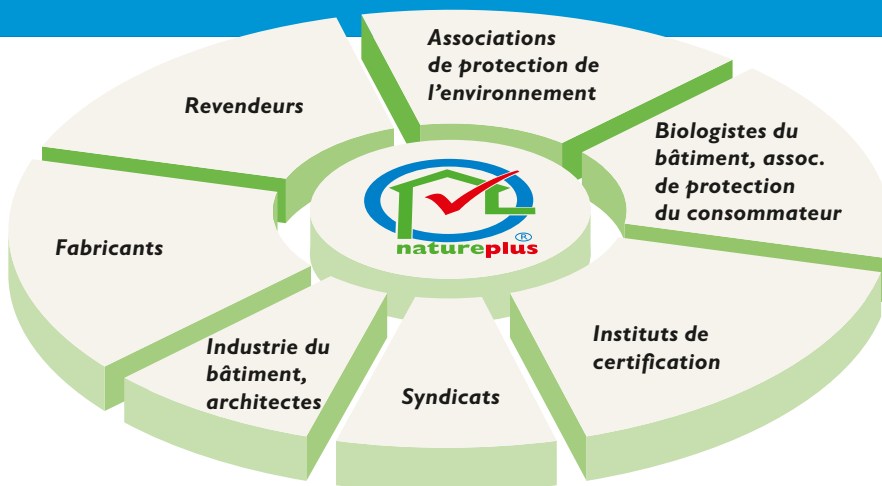 Associations
de protection de
l’environnement
Revendeurs
Biologistes du
bâtiment, assoc.
de protection
du consommateur
Fabricants
natureplus®
Instituts de
certification
Industrie du
bâtiment,
architectes
Syndicats